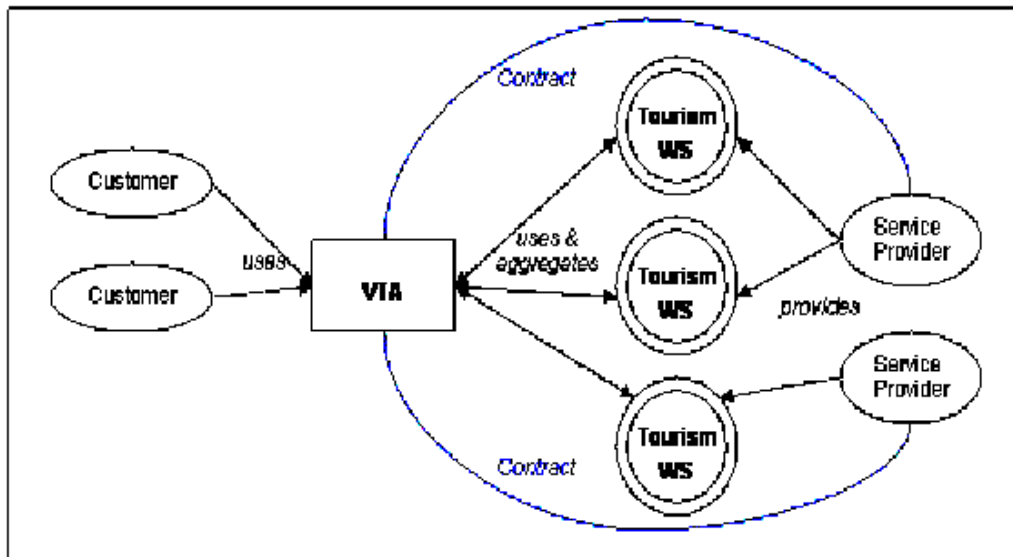 Contract
Tourism
WS
Customer
Service
Provider
uses &
aggregates
uses
Customer
VTA
Tourism
WS
provides
Service
Provider
Tourism
WS
Contract